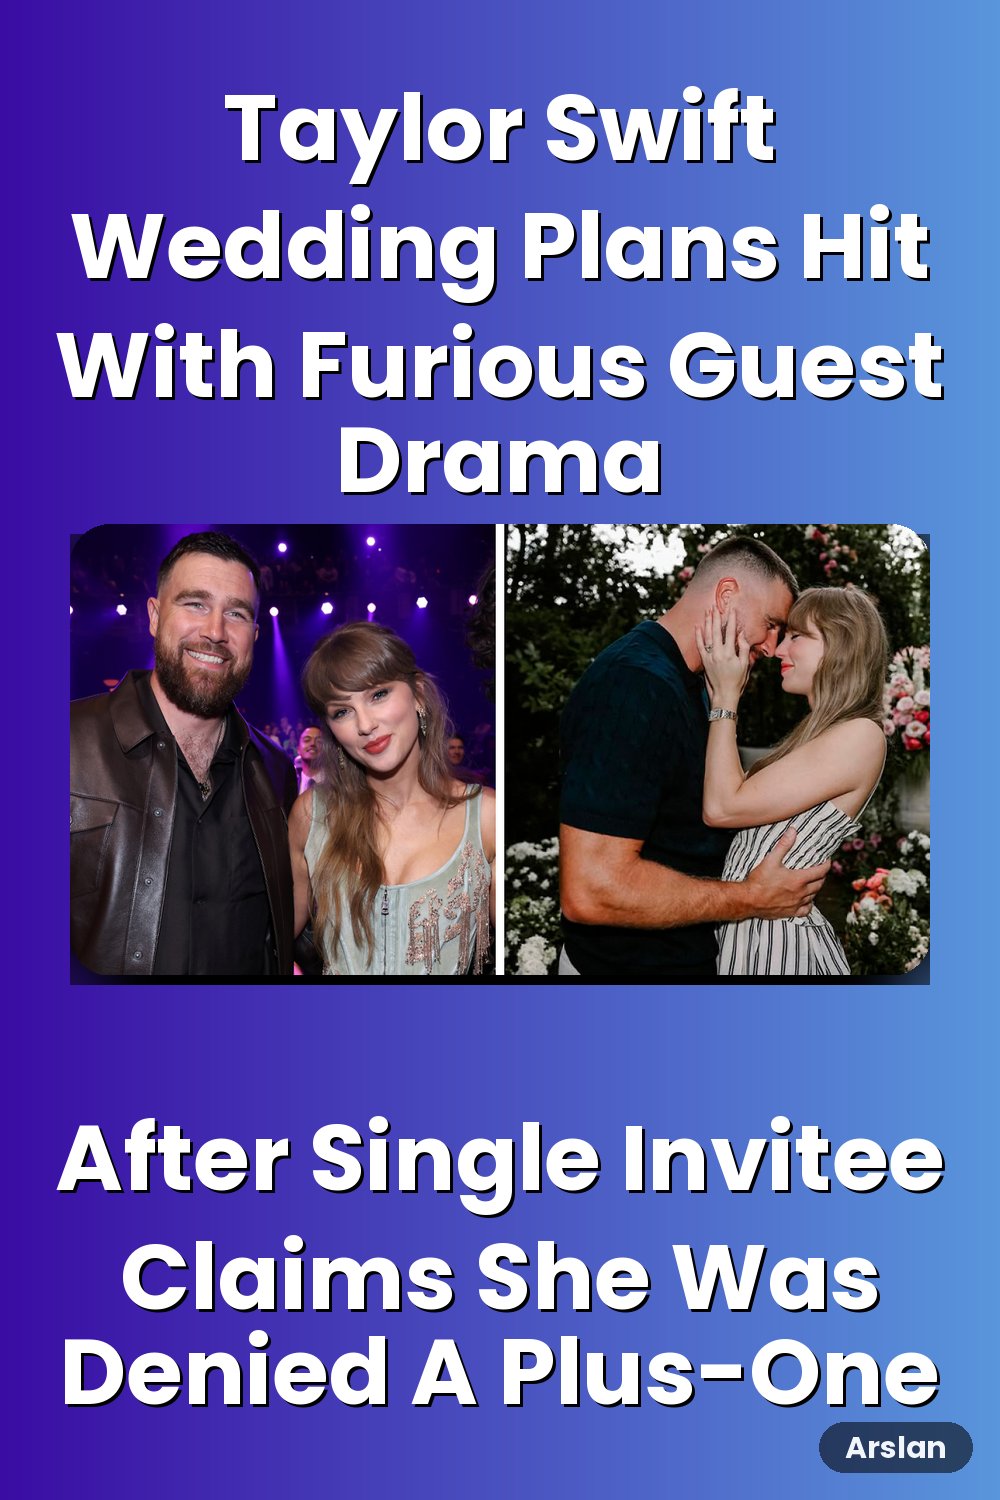 Taylor Swift
Wedding Plans Hit
With Furious Guest
Drama
After Single Invitee
Claims She Was
Denied A Plus-One
Arslan